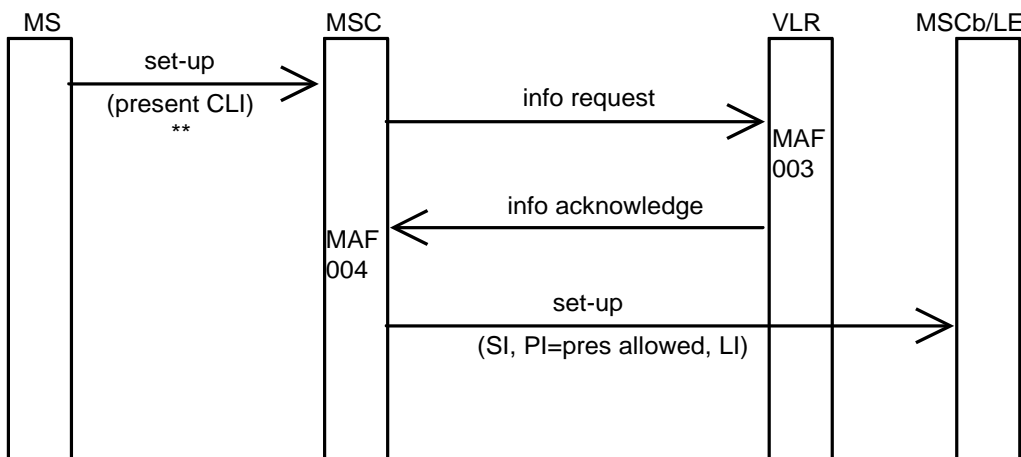 MS
MSC
VLR
MSCb/LE
set-up
(present CLI)
**
info request
MAF
003
info acknowledge
MAF
004
set-up
(SI, PI=pres allowed, LI)